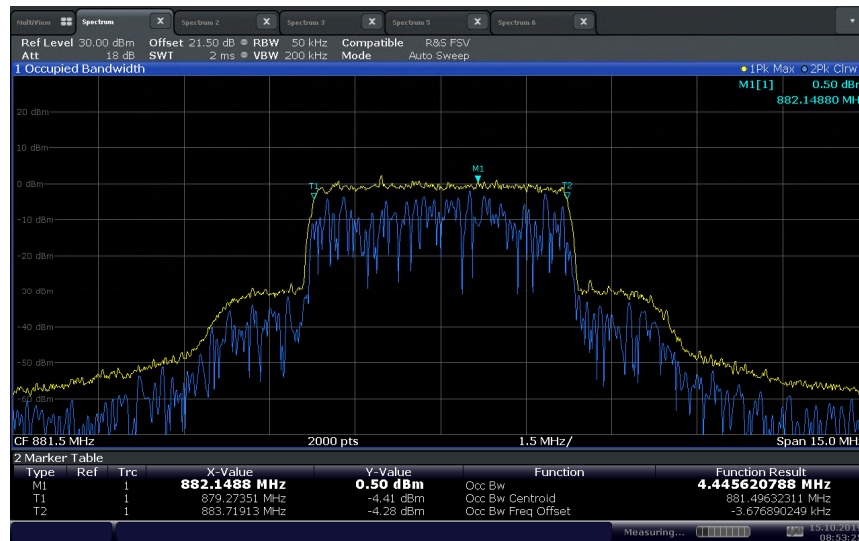 MultiView Spectrum X Spectrum 2 X Spectrum 3 X Spectrum 5 X Spectrum 6 X
Ref Level 30.00 dBm Offset 21.50 dB RBW 50 kHz Compatible R&S FSV
Att 18 dB SWT 2 ms VBW 200 kHz Mode Auto Sweep
1 Occupied Bandwidth 1Pk Max 2Pk Clrw
M1[1] 0.50 dBm
882.14880 MH
20 dBm
10 dBm
M1
0 dBm
T1 T2
-10 dBm
-20 dBm
-30 dBm
-40 dBm
-50 dBm
-60 dBm
CF 881.5 MHz 2000 pts 1.5 MHz/ Span 15.0 MH
2 Marker Table
Type Ref Trc X-Value Y-Value Function Function Result
M1 1 882.1488 MHz 0.50 dBm Occ Bw 4.445620788 MHz
T1 1 879.27351 MHz -4.41 dBm Occ Bw Centroid 881.49632311 MHz
T2 1 883.71913 MHz -4.28 dBm Occ Bw Freq Offset -3.676890249 kHz
Measuring... 15.10.2019
08:53:25